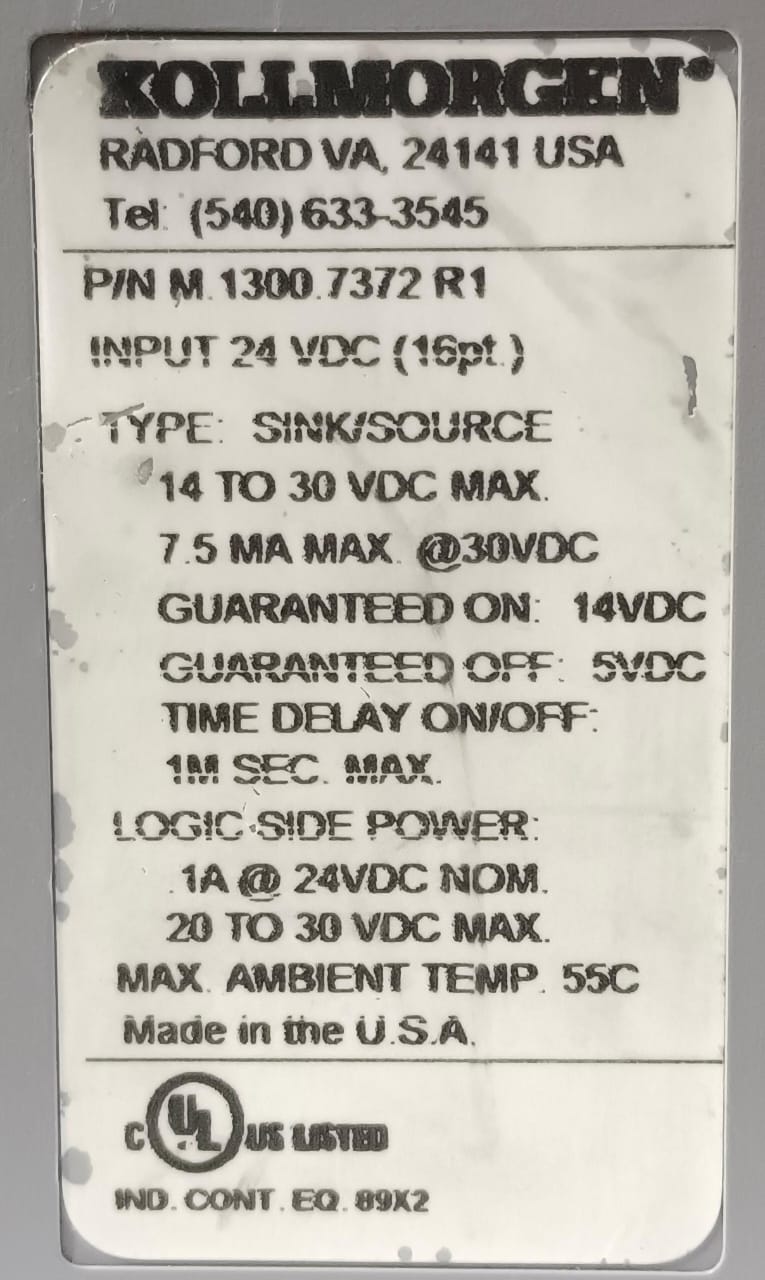 KOLLMORGEN®
RADFORD VA, 24141 USA
Tel: (540) 633-3545
P/N M.1300.7372 R1
INPUT 24 VDC (16pt.)
TYPE: SINK/SOURCE
14 TO 30 VDC MAX.
7.5 MA MAX. @30VDC
GUARANTEED ON: 14VDC
GUARANTEED OFF: 5VDC
TIME DELAY ON/OFF:
1M SEC. MAX.
LOGIC SIDE POWER:
.1A @ 24VDC NOM.
20 TO 30 VDC MAX.
MAX. AMBIENT TEMP. 55C
Made in the U.S.A.
C UL US LISTED
IND. CONT. EQ. 89X2